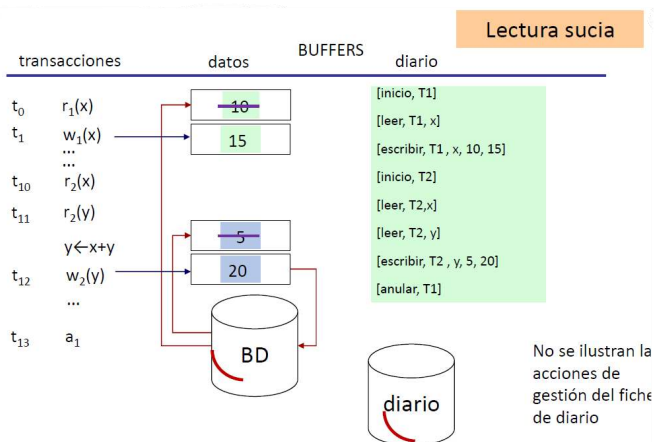 Lectura sucia
BUFFERS
transacciones datos diario
t0 r1(x) 10 [inicio, T1]
[leer, T1, x]
t1 w1(x) 15
...
[escribir, T1 , x, 10, 15]
...
t10 r2(x) [inicio, T2]
[leer, T2,x]
t11 r2(y)
[leer, T2, y]
5
y←x+y
[escribir, T2 , y, 5, 20]
t12 w2(y) 20
[anular, T1]
...
t13 a1
BD
diario
No se ilustran la
acciones de
gestión del fiche
de diario